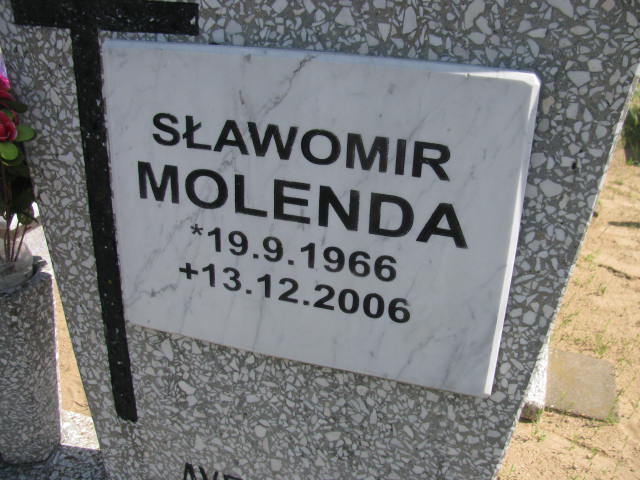 SŁAWOMIR
MOLENDA
*19.9.1966
+13.12.2006